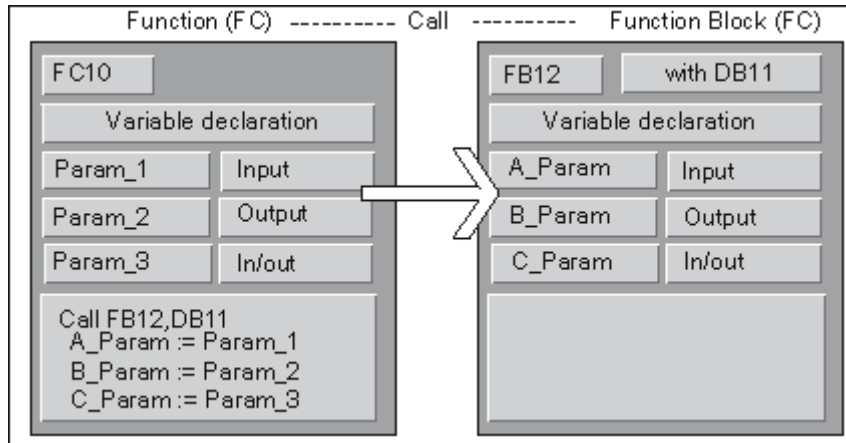 Function (FC) ---------- Call ---------- Function Block (FC)
FC10
Variable declaration
Param_1 Input
Param_2 Output
Param_3 In/out
Call FB12,DB11
A_Param := Param_1
B_Param := Param_2
C_Param := Param_3
FB12 with DB11
Variable declaration
A_Param Input
B_Param Output
C_Param In/out